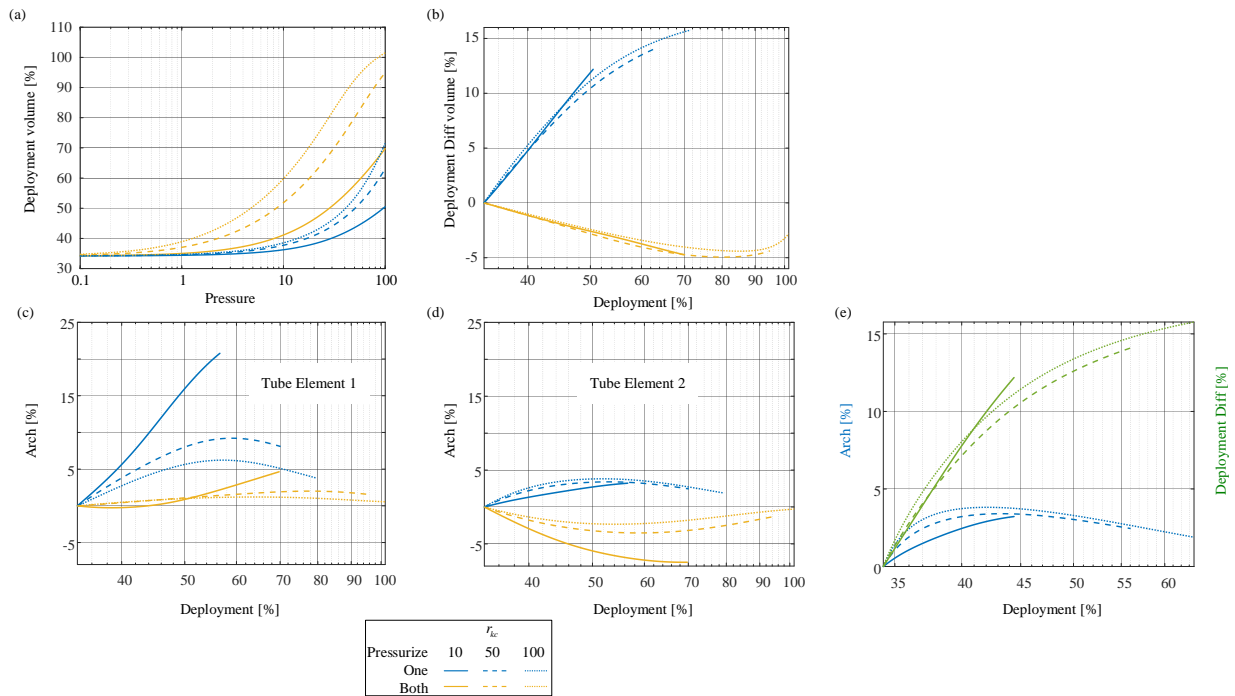 (a)
110
100
90
80
70
60
50
40
30
Deployment volume [%]
0.1 1 10 100
Pressure
(b)
15
10
5
0
-5
Deployment Diff volume [%]
40 50 60 70 80 90 100
Deployment [%]
(c)
25
15
5
-5
Arch [%]
Tube Element 1
40 50 60 70 80 90 100
Deployment [%]
(d)
25
15
5
-5
Arch [%]
Tube Element 2
40 50 60 70 80 90 100
Deployment [%]
(e)
15
10
5
0
Arch [%]
Deployment Diff [%]
35 40 45 50 55 60
Deployment [%]
r_kc
Pressurize 10 50 100
One
Both